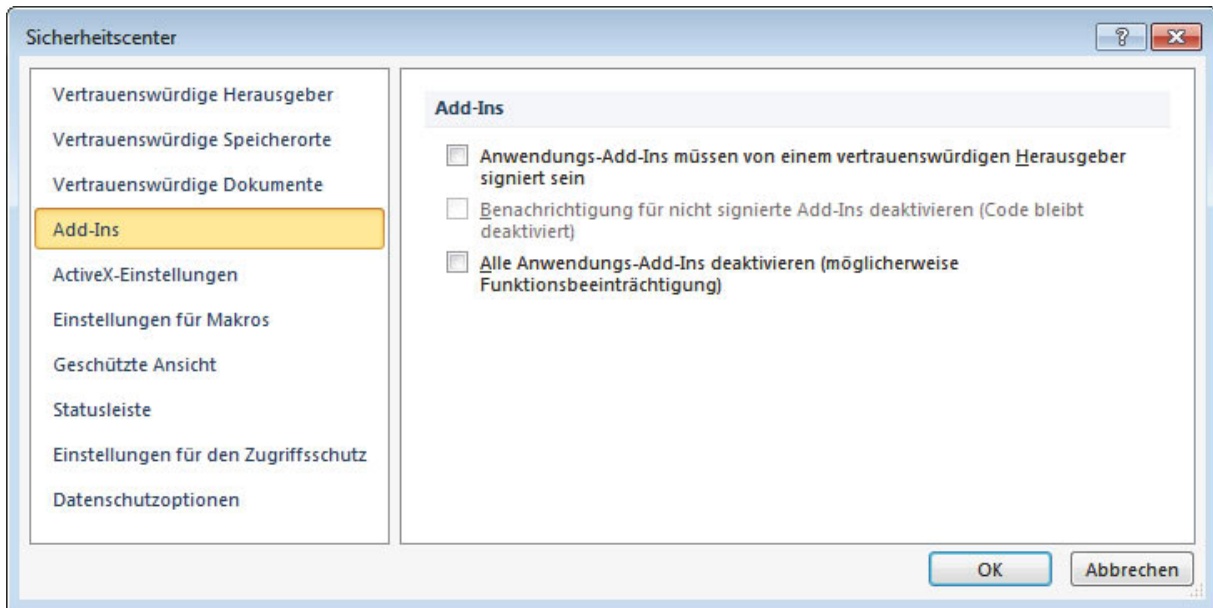 Sicherheitscenter
Vertrauenswürdige Herausgeber
Vertrauenswürdige Speicherorte
Vertrauenswürdige Dokumente
Add-Ins
ActiveX-Einstellungen
Einstellungen für Makros
Geschützte Ansicht
Statusleiste
Einstellungen für den Zugriffsschutz
Datenschutzoptionen
Add-Ins
Anwendungs-Add-Ins müssen von einem vertrauenswürdigen Herausgeber
signiert sein
Benachrichtigung für nicht signierte Add-Ins deaktivieren (Code bleibt
deaktiviert)
Alle Anwendungs-Add-Ins deaktivieren (möglicherweise
Funktionsbeeinträchtigung)
OK
Abbrechen